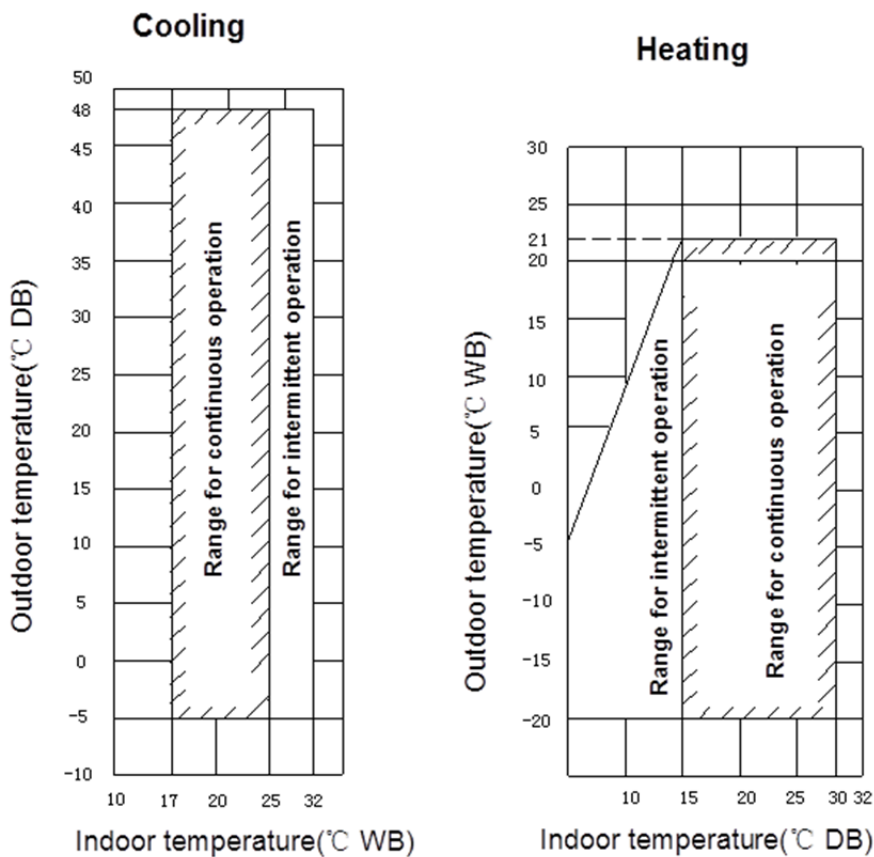 Cooling
50
48
45
40
35
30
25
20
15
10
5
0
-5
-10
10 17 20 25 32
Outdoor temperature(℃ DB)
Range for continuous operation
Range for intermittent operation
Indoor temperature(℃ WB)
Heating
30
25
21
20
15
10
5
0
-5
-10
-15
-20
10 15 20 25 30 32
Outdoor temperature(℃ WB)
Range for intermittent operation
Range for continuous operation
Indoor temperature(℃ DB)